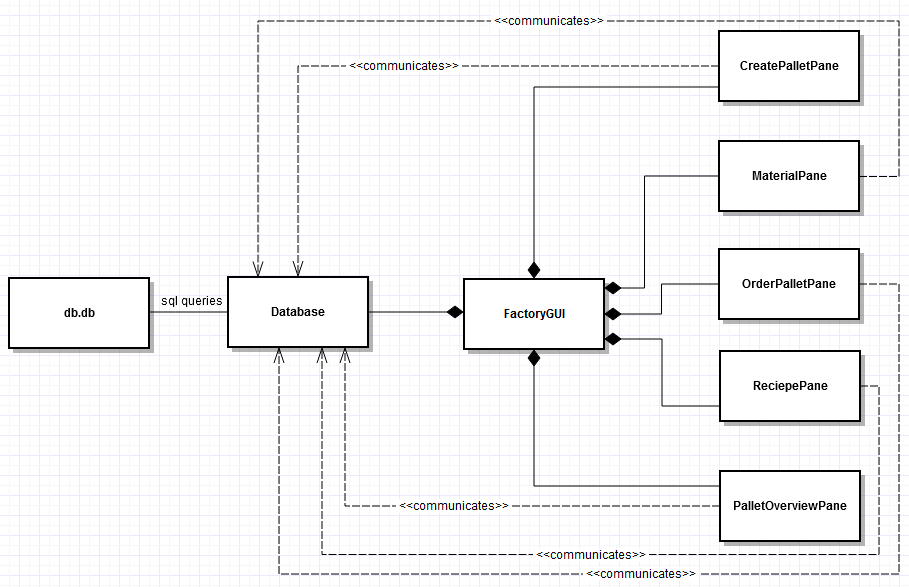 <<communicates>>
<<communicates>>
CreatePalletPane
MaterialPane
OrderPalletPane
db.db
sql queries
Database
FactoryGUI
ReciepePane
<<communicates>>
PalletOverviewPane
<<communicates>>
<<communicates>>